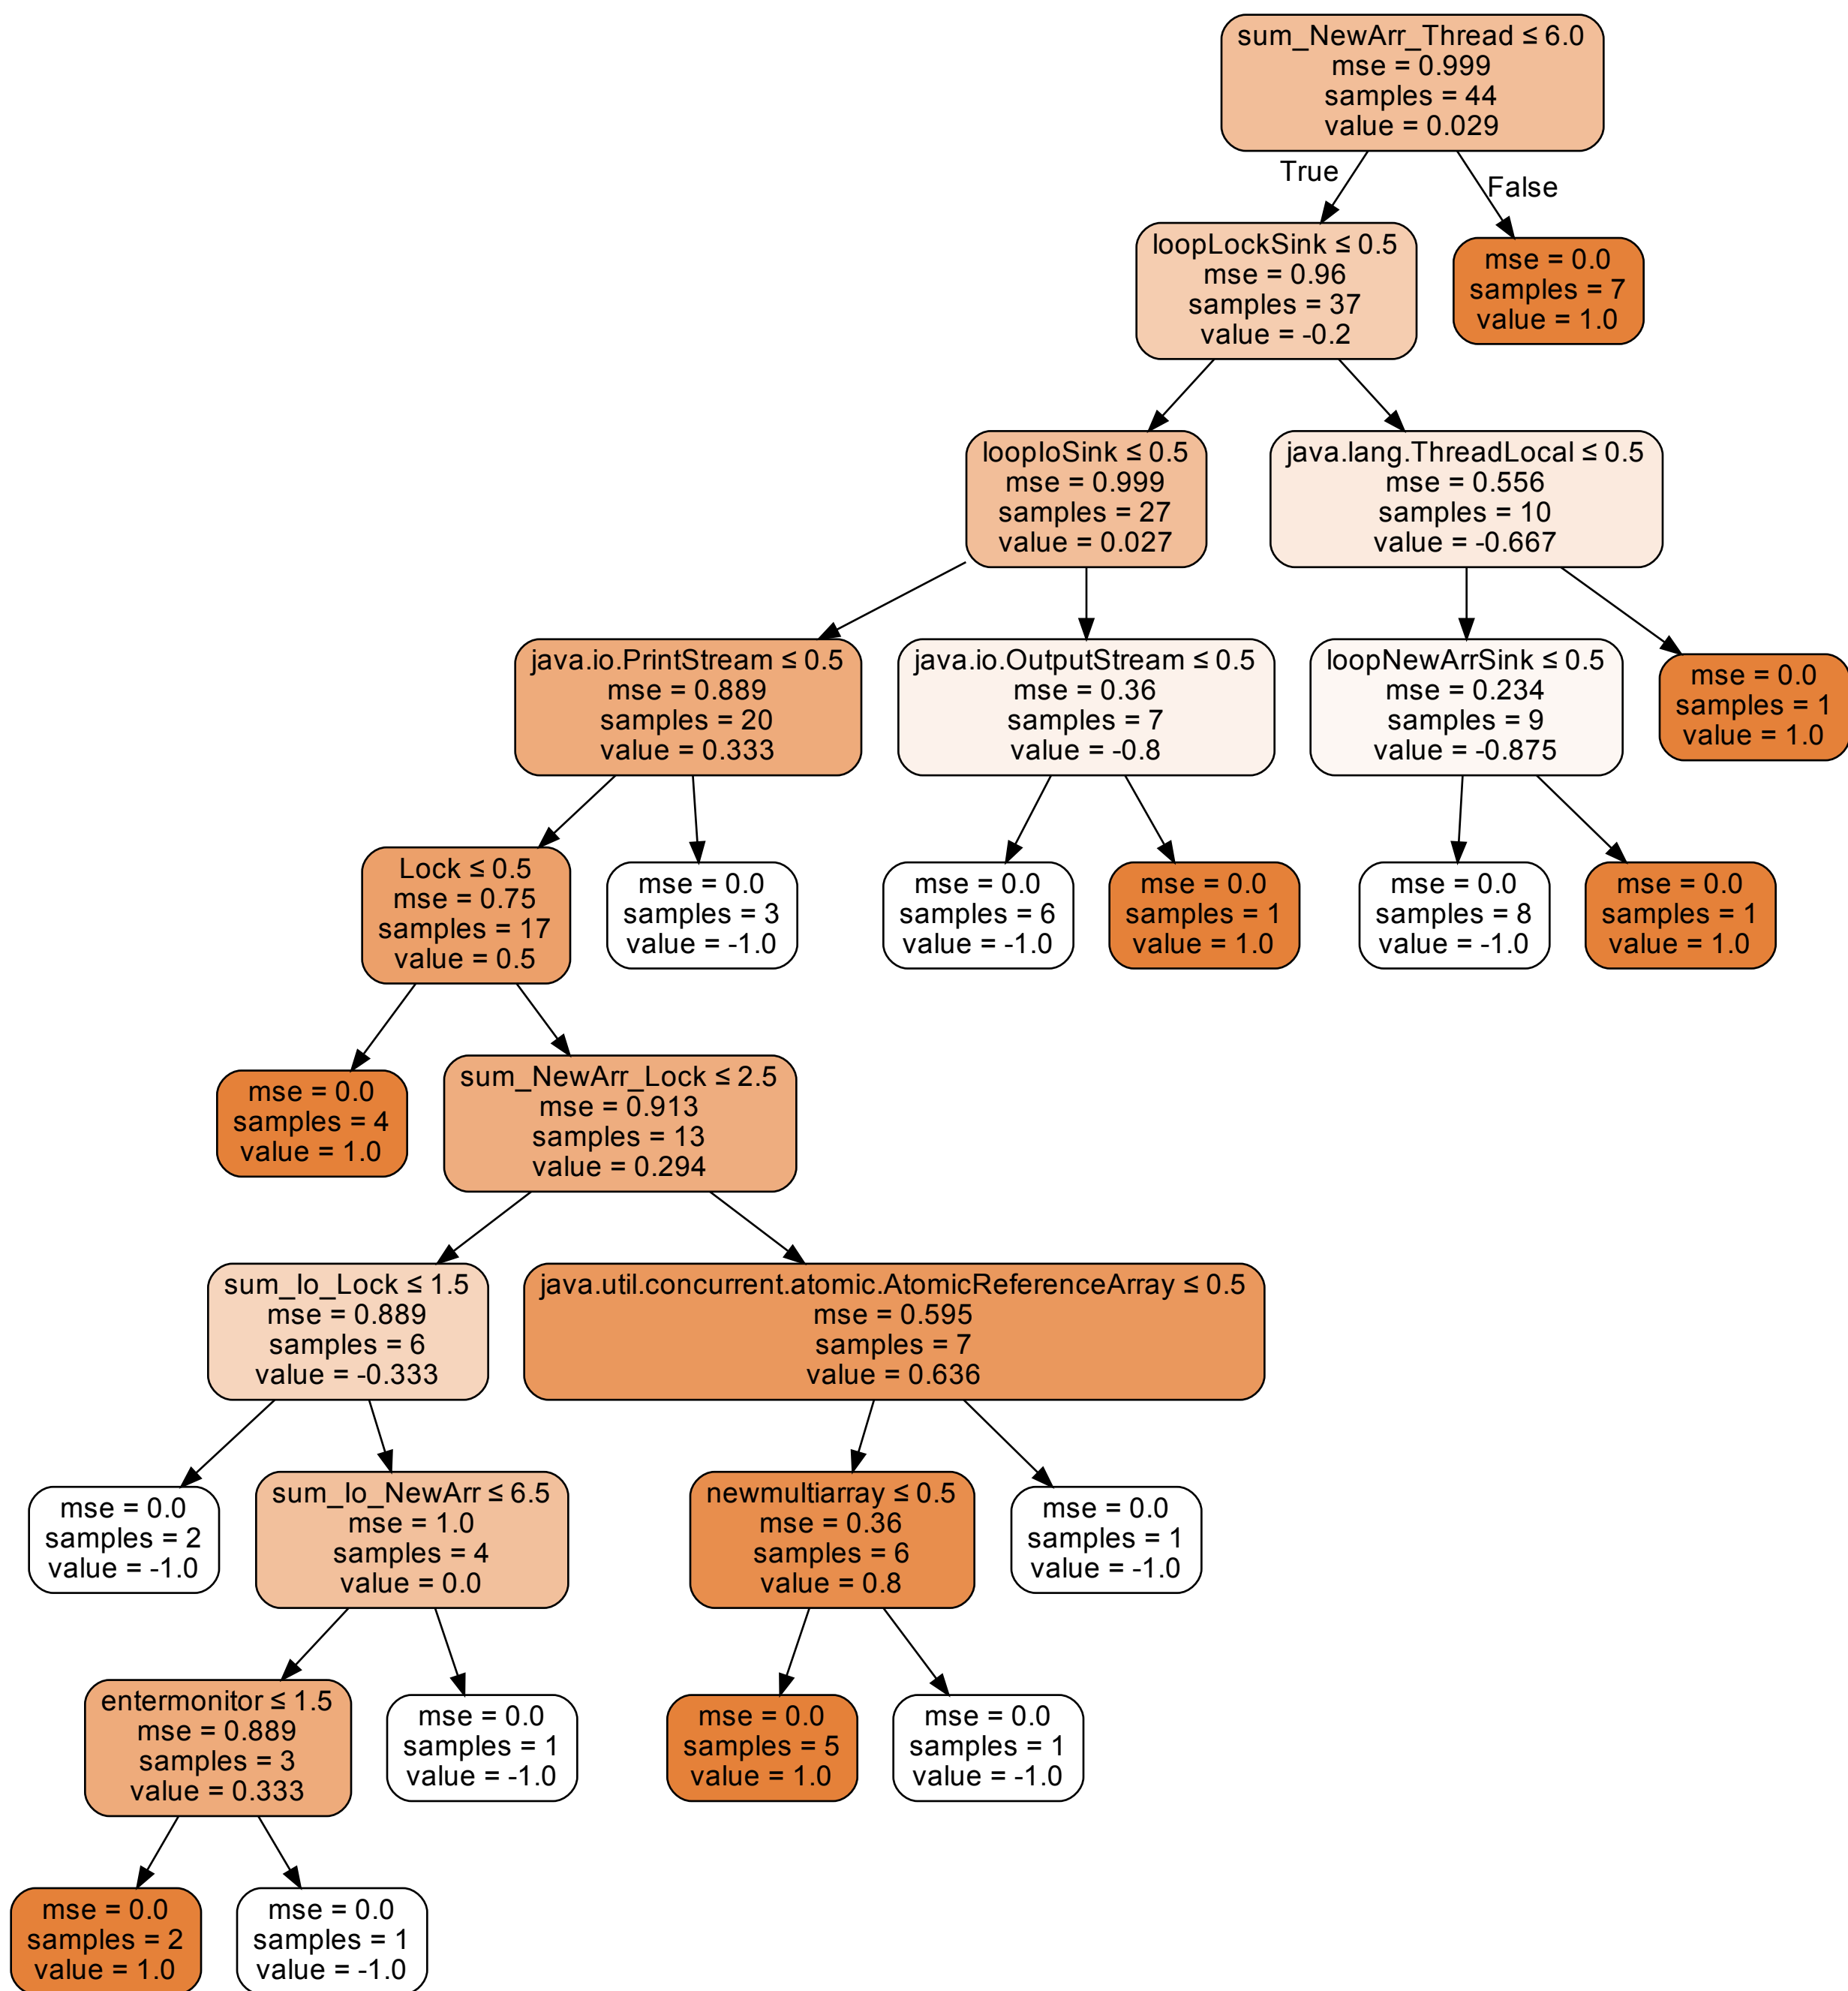 sum_NewArr_Thread ≤ 6.0
mse = 0.999
samples = 44
value = 0.029
True
False
loopLockSink ≤ 0.5
mse = 0.96
samples = 37
value = -0.2
mse = 0.0
samples = 7
value = 1.0
loopIoSink ≤ 0.5
mse = 0.999
samples = 27
value = 0.027
java.lang.ThreadLocal ≤ 0.5
mse = 0.556
samples = 10
value = -0.667
java.io.PrintStream ≤ 0.5
mse = 0.889
samples = 20
value = 0.333
java.io.OutputStream ≤ 0.5
mse = 0.36
samples = 7
value = -0.8
loopNewArrSink ≤ 0.5
mse = 0.234
samples = 9
value = -0.875
mse = 0.0
samples = 1
value = 1.0
Lock ≤ 0.5
mse = 0.75
samples = 17
value = 0.5
mse = 0.0
samples = 3
value = -1.0
mse = 0.0
samples = 6
value = -1.0
mse = 0.0
samples = 1
value = 1.0
mse = 0.0
samples = 8
value = -1.0
mse = 0.0
samples = 1
value = 1.0
mse = 0.0
samples = 4
value = 1.0
sum_NewArr_Lock ≤ 2.5
mse = 0.913
samples = 13
value = 0.294
sum_Io_Lock ≤ 1.5
mse = 0.889
samples = 6
value = -0.333
java.util.concurrent.atomic.AtomicReferenceArray ≤ 0.5
mse = 0.595
samples = 7
value = 0.636
mse = 0.0
samples = 2
value = -1.0
sum_Io_NewArr ≤ 6.5
mse = 1.0
samples = 4
value = 0.0
newmultiarray ≤ 0.5
mse = 0.36
samples = 6
value = 0.8
mse = 0.0
samples = 1
value = -1.0
entermonitor ≤ 1.5
mse = 0.889
samples = 3
value = 0.333
mse = 0.0
samples = 1
value = -1.0
mse = 0.0
samples = 5
value = 1.0
mse = 0.0
samples = 1
value = -1.0
mse = 0.0
samples = 2
value = 1.0
mse = 0.0
samples = 1
value = -1.0